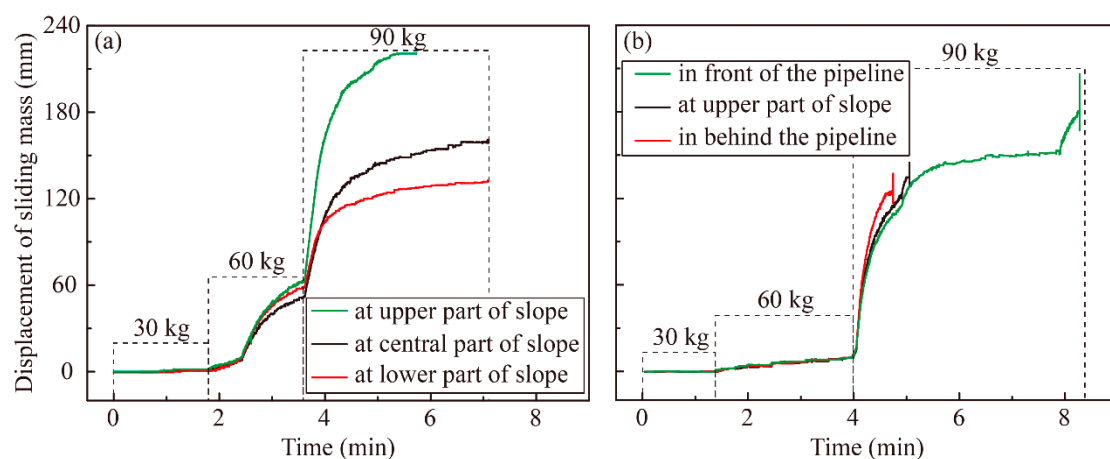 Displacement of sliding mass (mm)
240
180
120
60
0
(a)
90 kg
60 kg
30 kg
at upper part of slope
at central part of slope
at lower part of slope
0
2
4
6
8
Time (min)
(b)
90 kg
in front of the pipeline
at upper part of slope
in behind the pipeline
60 kg
30 kg
0
2
4
6
8
Time (min)